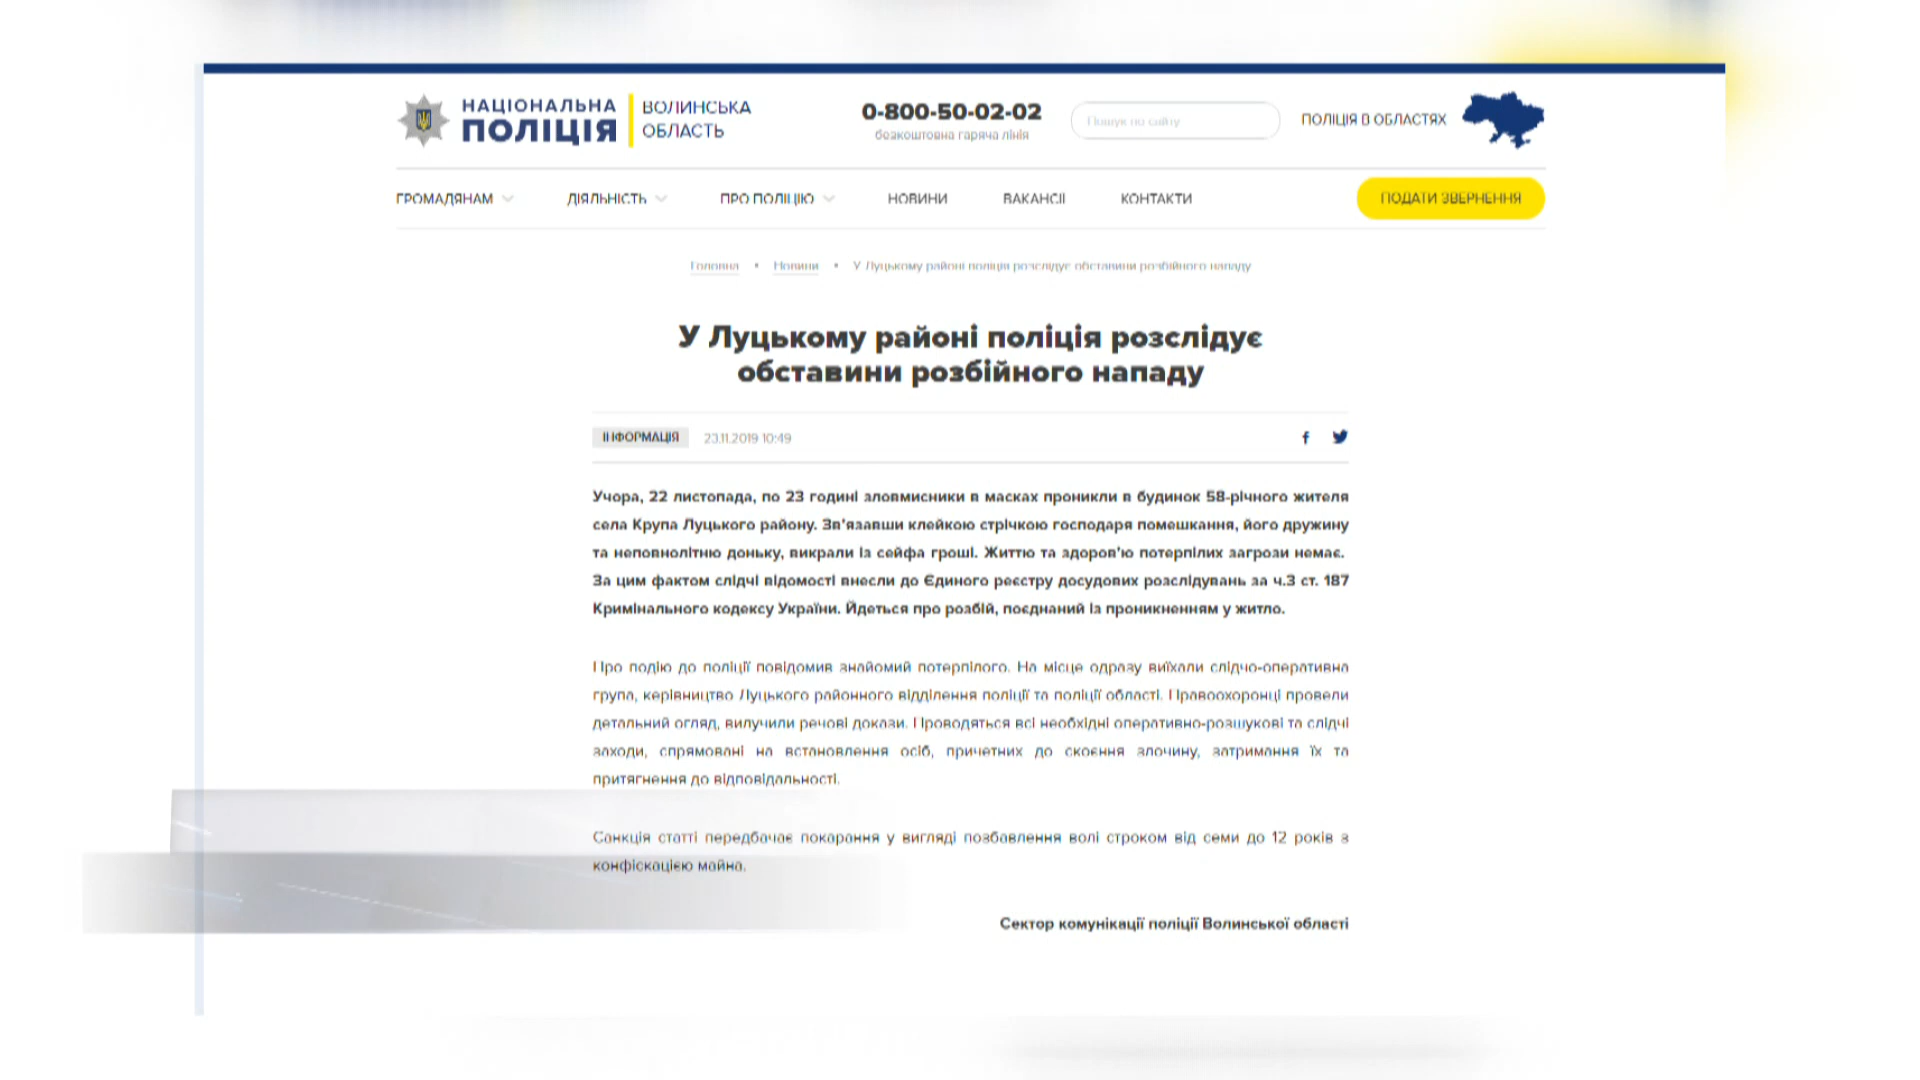 НАЦІОНАЛЬНА
ПОЛІЦІЯ
ВОЛИНСЬКА
ОБЛАСТЬ
0-800-50-02-02
безкоштовна гаряча лінія
Пошук по сайту
ПОЛІЦІЯ В ОБЛАСТЯХ
ГРОМАДЯНАМ
ДІЯЛЬНІСТЬ
ПРО ПОЛІЦІЮ
НОВИНИ
ВАКАНСІЇ
КОНТАКТИ
ПОДАТИ ЗВЕРНЕННЯ
Головна • Новини • У Луцькому районі поліція розслідує обставини розбійного нападу
У Луцькому районі поліція розслідує
обставини розбійного нападу
ІНФОРМАЦІЯ 23.11.2019 10:49
Учора, 22 листопада, по 23 годині зловмисники в масках проникли в будинок 58-річного жителя
села Крупа Луцького району. Зв'язавши клейкою стрічкою господаря помешкання, його дружину
та неповнолітню доньку, викрали із сейфа гроші. Життю та здоров'ю потерпілих загрози немає.
За цим фактом слідчі відомості внесли до Єдиного реєстру досудових розслідувань за ч.3 ст. 187
Кримінального кодексу України. Йдеться про розбій, поєднаний із проникненням у житло.
Про подію до поліції повідомив знайомий потерпілого. На місце одразу виїхали слідчо-оперативна
група, керівництво Луцького районного відділення поліції та поліції області. Правоохоронці провели
детальний огляд, вилучили речові докази. Проводяться всі необхідні оперативно-розшукові та слідчі
заходи, спрямовані на встановлення осіб, причетних до скоєння злочину, затримання їх та
притягнення до відповідальності.
Санкція статті передбачає покарання у вигляді позбавлення волі строком від семи до 12 років з
конфіскацією майна.
Сектор комунікації поліції Волинської області